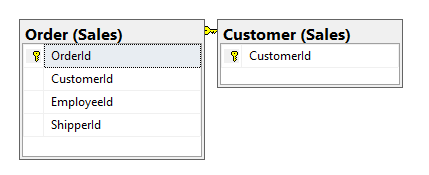 Order (Sales)
OrderId
CustomerId
EmployeeId
ShipperId
Customer (Sales)
CustomerId